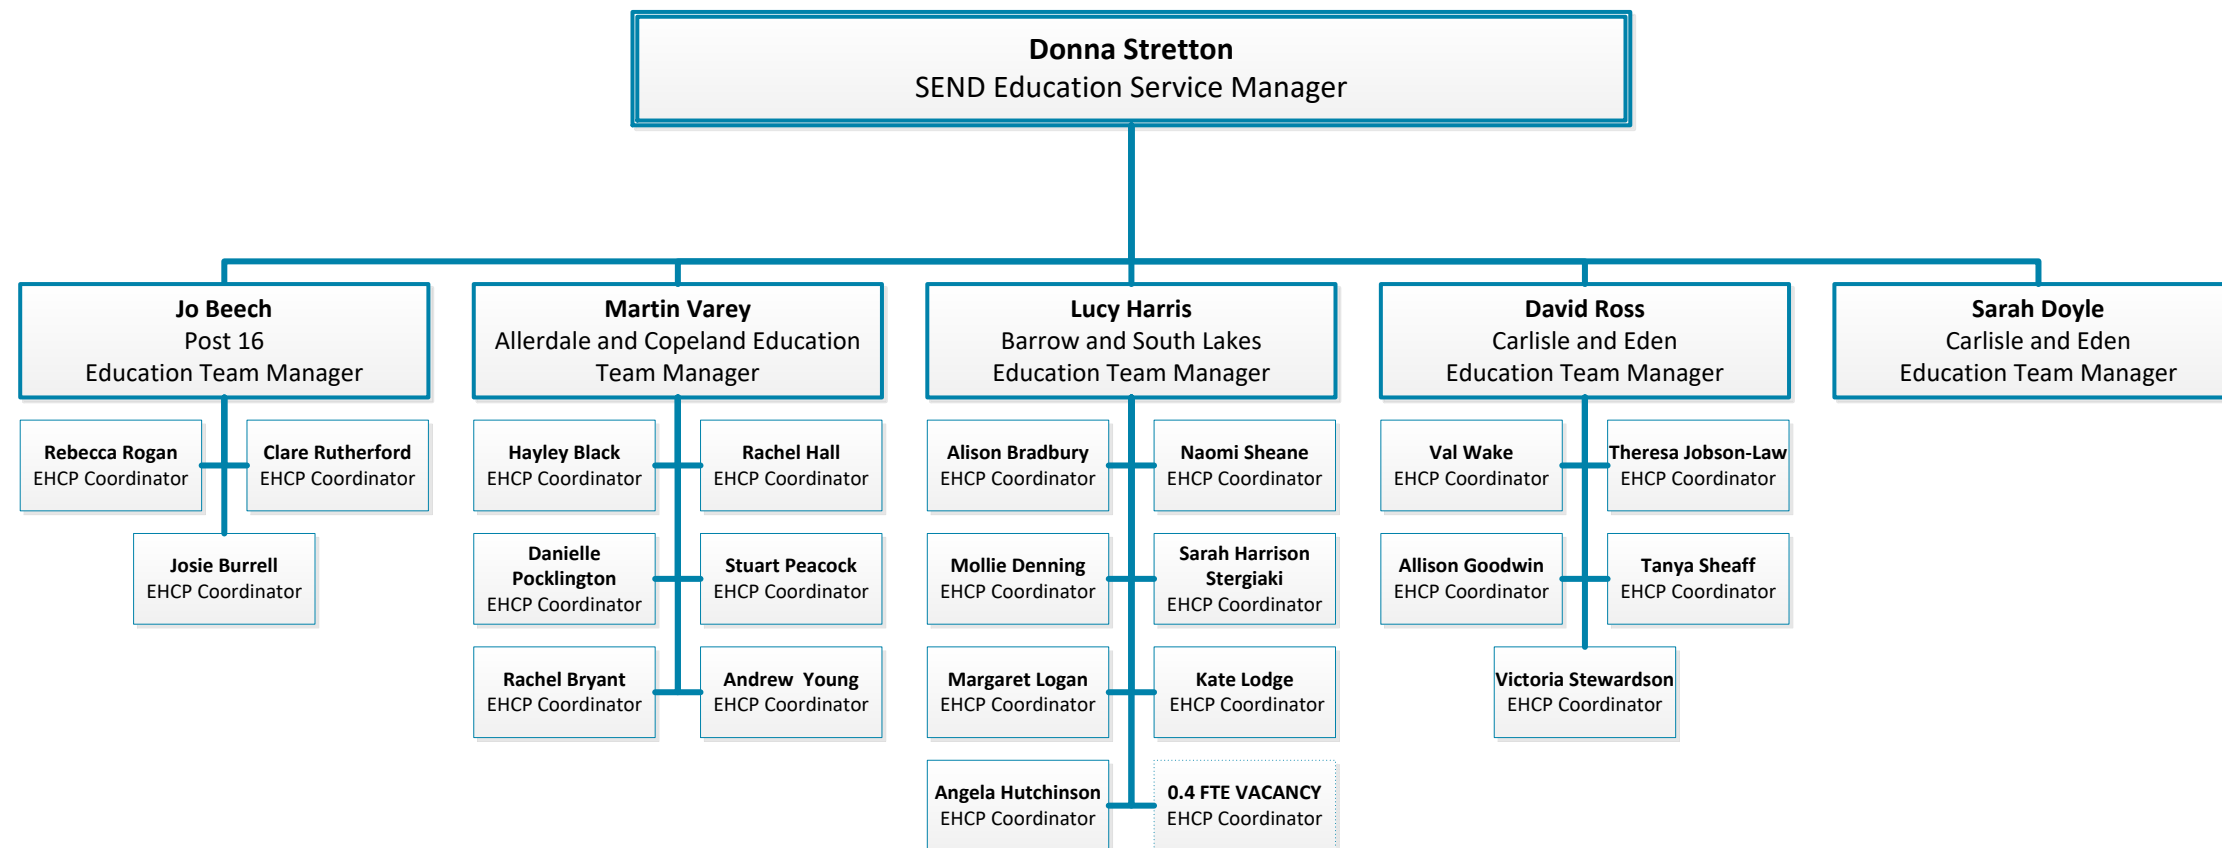 Donna Stretton
SEND Education Service Manager
Jo Beech
Post 16
Education Team Manager
Martin Varey
Allerdale and Copeland Education
Team Manager
Lucy Harris
Barrow and South Lakes
Education Team Manager
David Ross
Carlisle and Eden
Education Team Manager
Sarah Doyle
Carlisle and Eden
Education Team Manager
Rebecca Rogan
EHCP Coordinator
Clare Rutherford
EHCP Coordinator
Josie Burrell
EHCP Coordinator
Hayley Black
EHCP Coordinator
Rachel Hall
EHCP Coordinator
Danielle
Pocklington
EHCP Coordinator
Stuart Peacock
EHCP Coordinator
Rachel Bryant
EHCP Coordinator
Andrew  Young
EHCP Coordinator
Alison Bradbury
EHCP Coordinator
Naomi Sheane
EHCP Coordinator
Mollie Denning
EHCP Coordinator
Sarah Harrison
Stergiaki
EHCP Coordinator
Margaret Logan
EHCP Coordinator
Kate Lodge
EHCP Coordinator
Angela Hutchinson
EHCP Coordinator
0.4 FTE VACANCY
EHCP Coordinator
Val Wake
EHCP Coordinator
Theresa Jobson-Law
EHCP Coordinator
Allison Goodwin
EHCP Coordinator
Tanya Sheaff
EHCP Coordinator
Victoria Stewardson
EHCP Coordinator